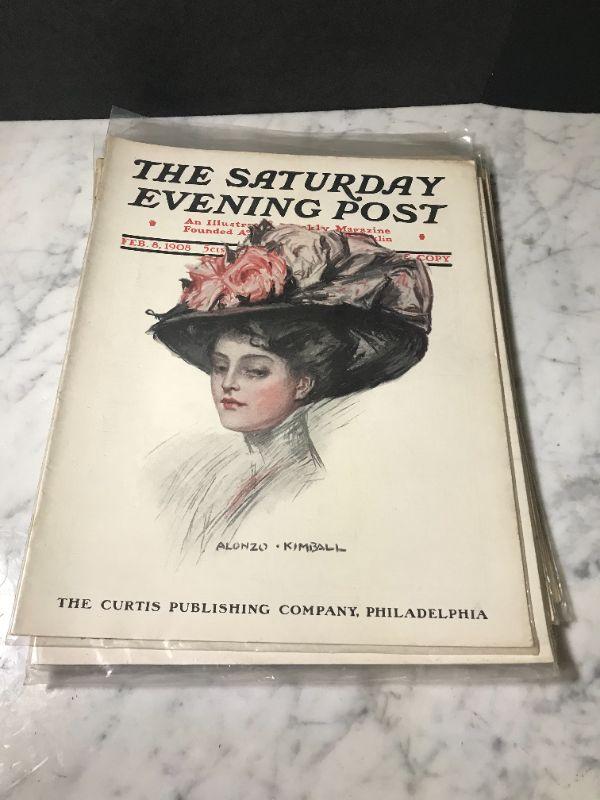 THE SATURDAY
EVENING POST
An Illustr kly Magazine
Founded A lin
FEB. 8, 1908 5cts COPY
ALONZO · KIMBALL
THE CURTIS PUBLISHING COMPANY, PHILADELPHIA